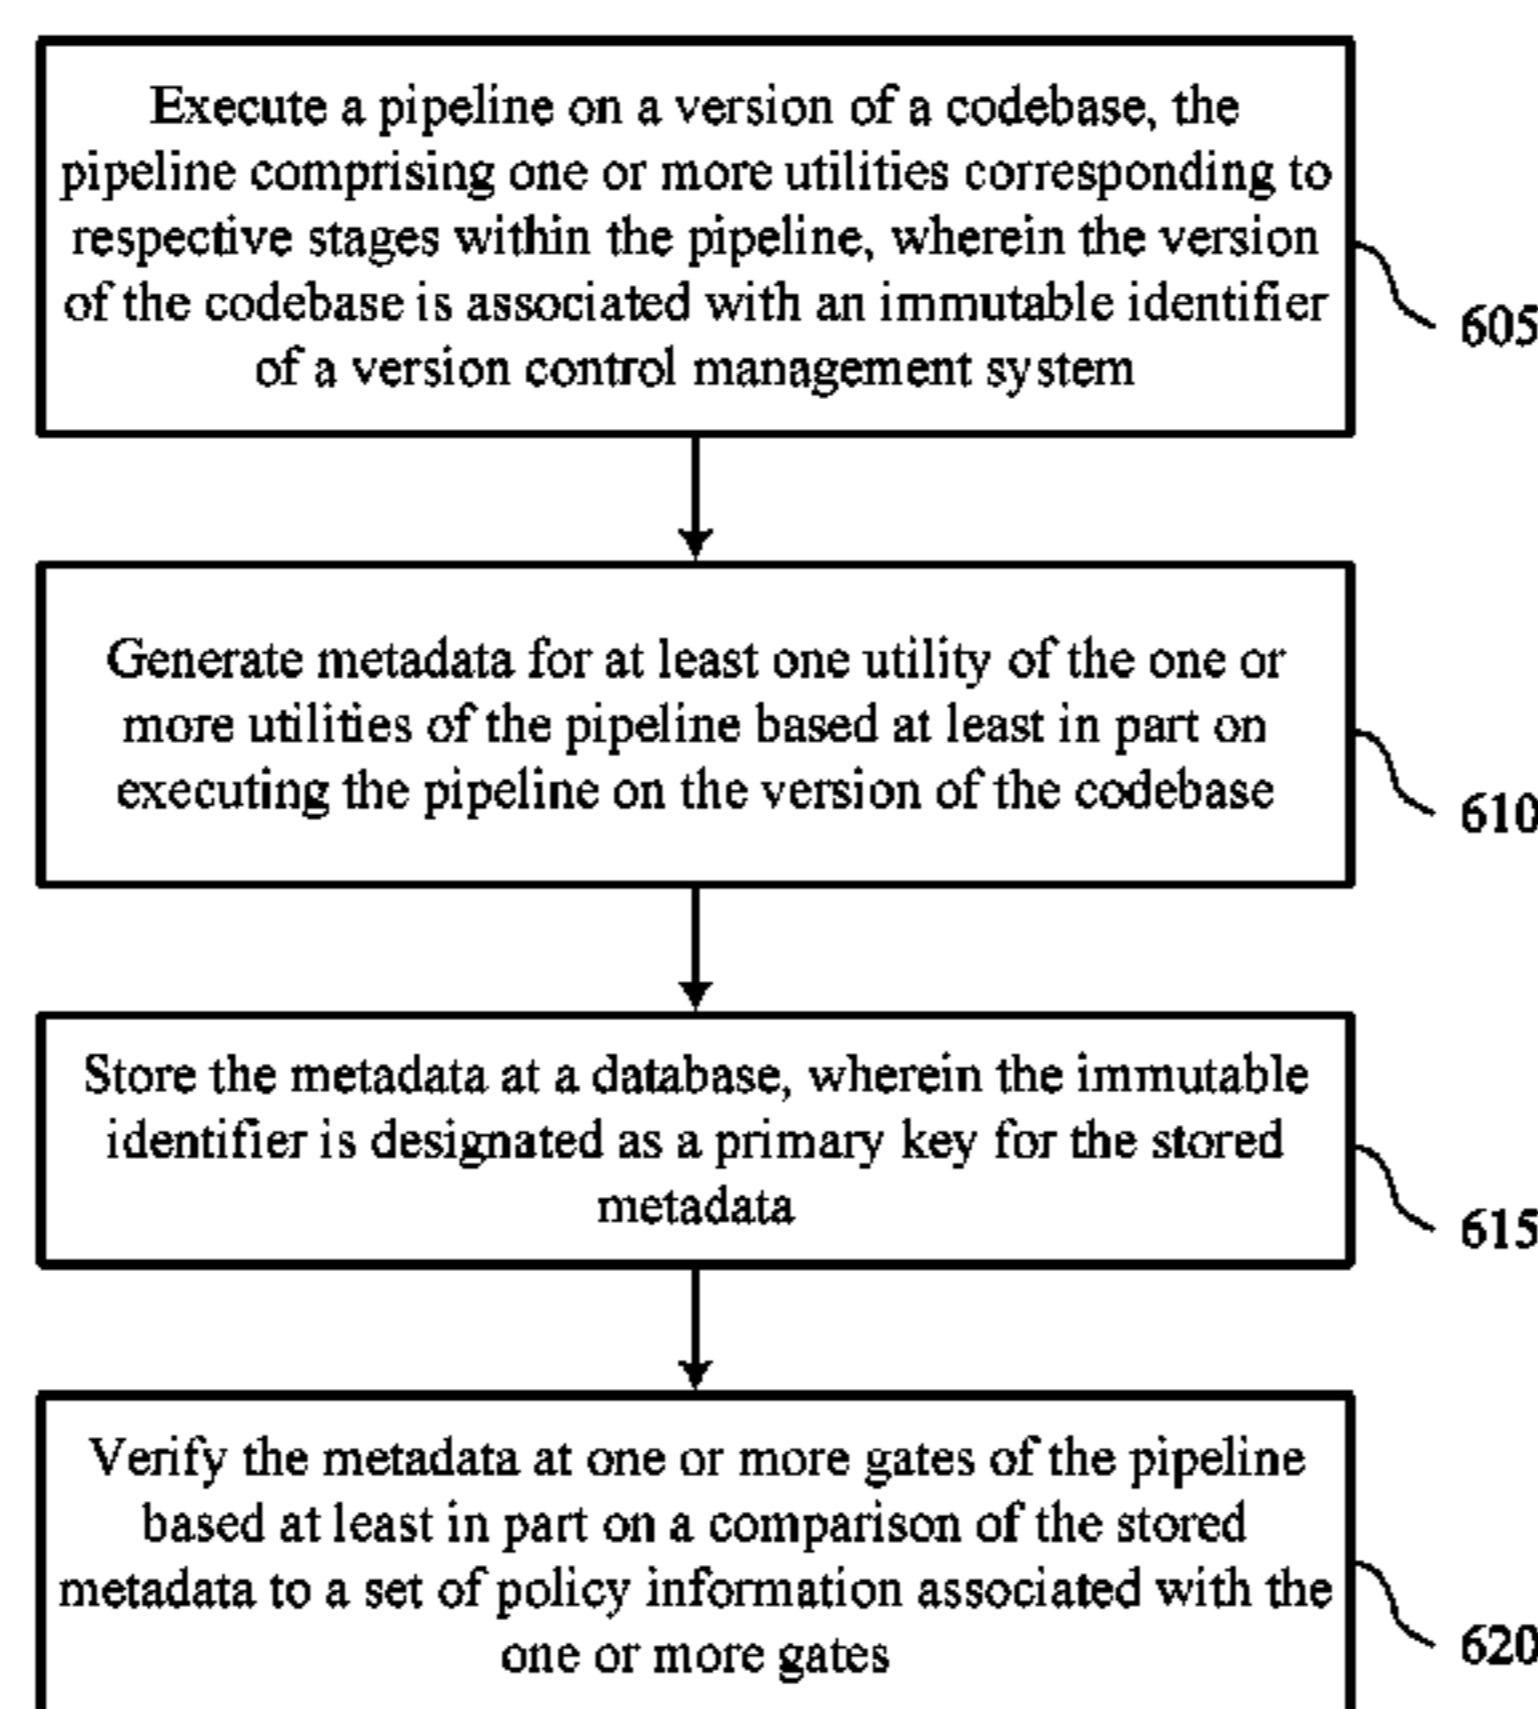 Execute a pipeline on a version of a codebase, the
pipeline comprising one or more utilities corresponding to
respective stages within the pipeline, wherein the version
of the codebase is associated with an immutable identifier
of a version control management system
605
Generate metadata for at least one utility of the one or
more utilities of the pipeline based at least in part on
executing the pipeline on the version of the codebase
610
Store the metadata at a database, wherein the immutable
identifier is designated as a primary key for the stored
metadata
615
Verify the metadata at one or more gates of the pipeline
based at least in part on a comparison of the stored
metadata to a set of policy information associated with the
one or more gates
620